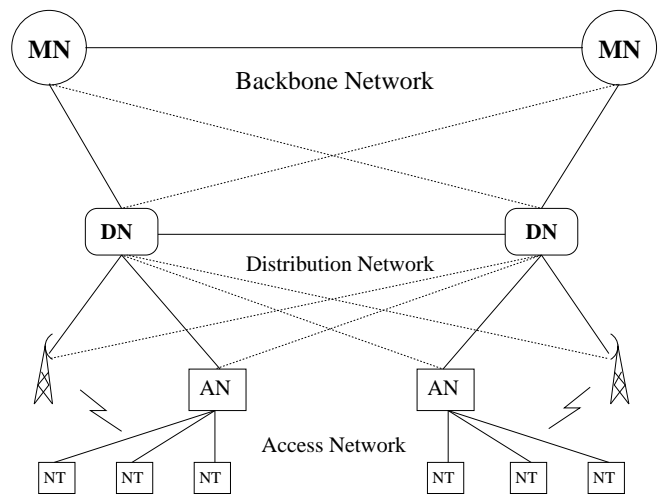 MN
MN
Backbone Network
DN
DN
Distribution Network
AN
AN
Access Network
NT
NT
NT
NT
NT
NT